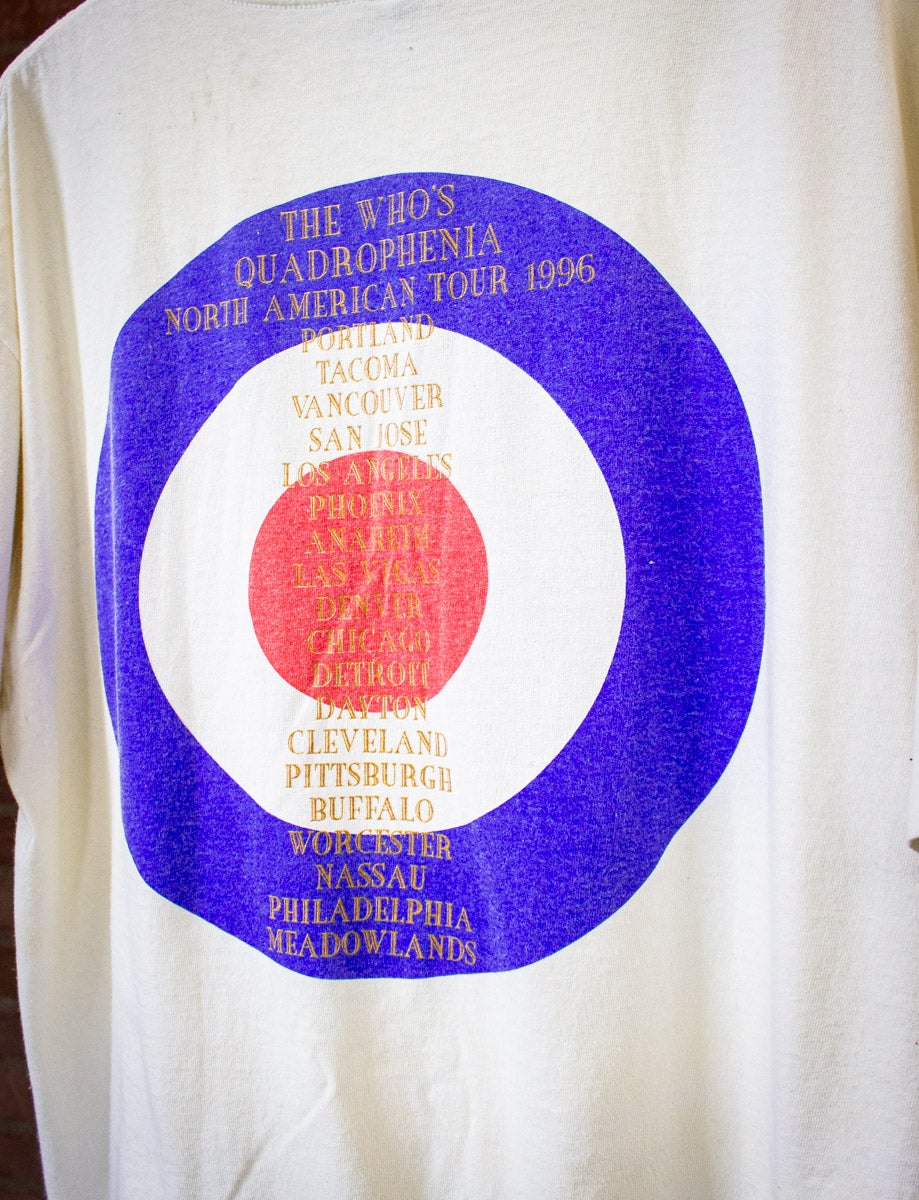 THE WHO'S
QUADROPHENIA
NORTH AMERICAN TOUR 1996
PORTLAND
TACOMA
VANCOUVER
SAN JOSE
LOS ANGELES
PHOENIX
ANAHEIM
LAS VEGAS
DENVER
CHICAGO
DETROIT
DAYTON
CLEVELAND
PITTSBURGH
BUFFALO
WORCESTER
NASSAU
PHILADELPHIA
MEADOWLANDS